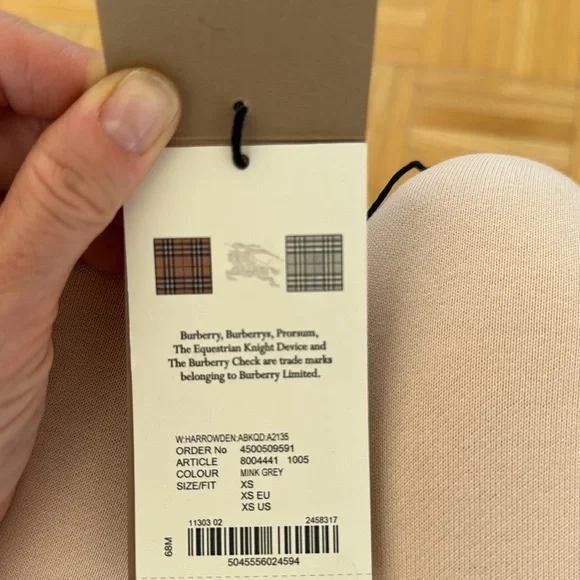 Burberry, Burberrys, Prorsum,
The Equestrian Knight Device and
The Burberry Check are trade marks
belonging to Burberry Limited.
W:HARROWDEN:ABKQD:A2135
ORDER No 4500509591
ARTICLE 8004441 1005
COLOUR MINK GREY
SIZE/FIT XS
XS EU
XS US
11303 02 2458317
68M
5045556024594